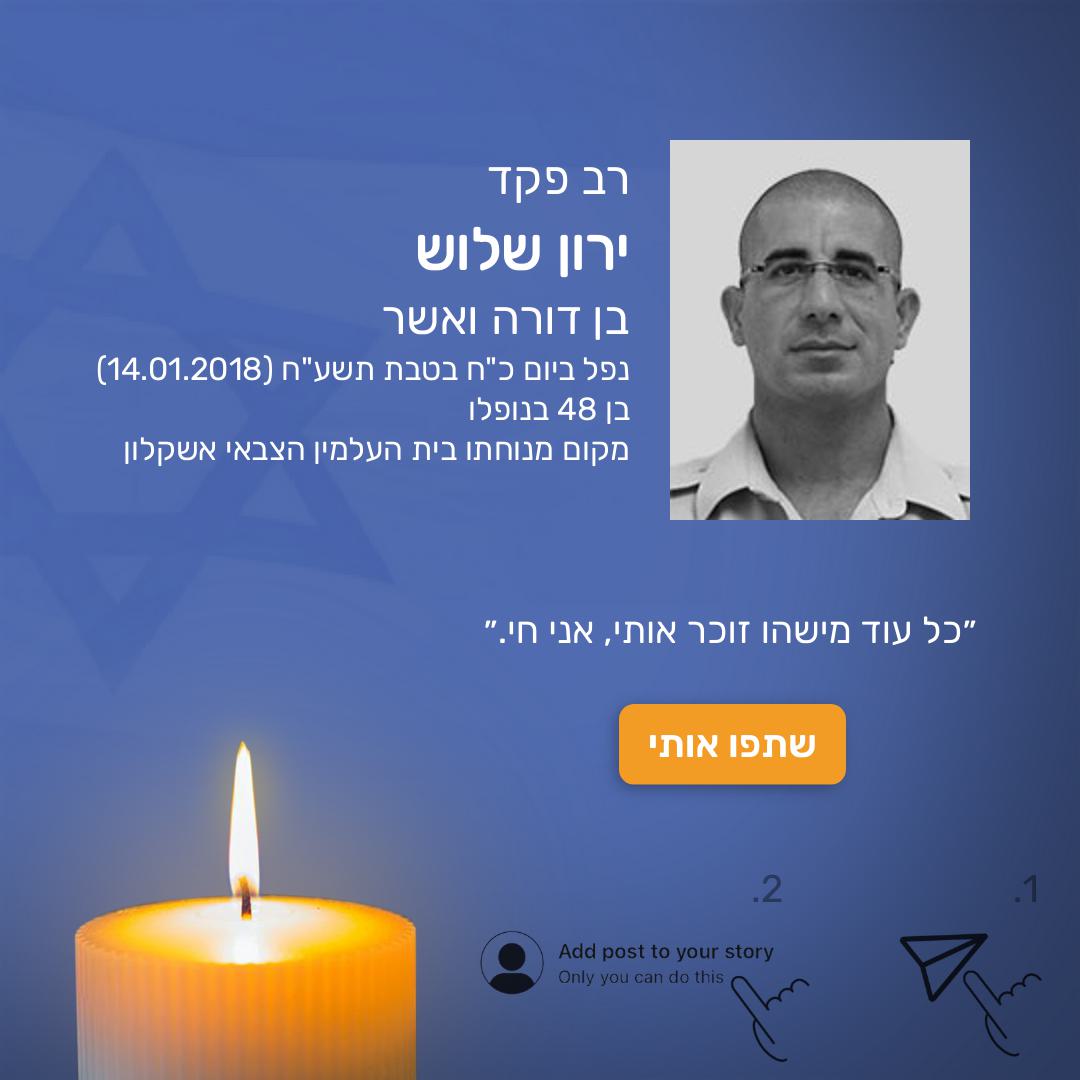 רב פקד
ירון שלוש
בן דורה ואשר
נפל ביום כ"ח בטבת תשע"ח (14.01.2018)
בן 48 בנופלו
מקום מנוחתו בית העלמין הצבאי אשקלון
״כל עוד מישהו זוכר אותי, אני חי.״
שתפו אותי
1.
2.
Add post to your story
Only you can do this